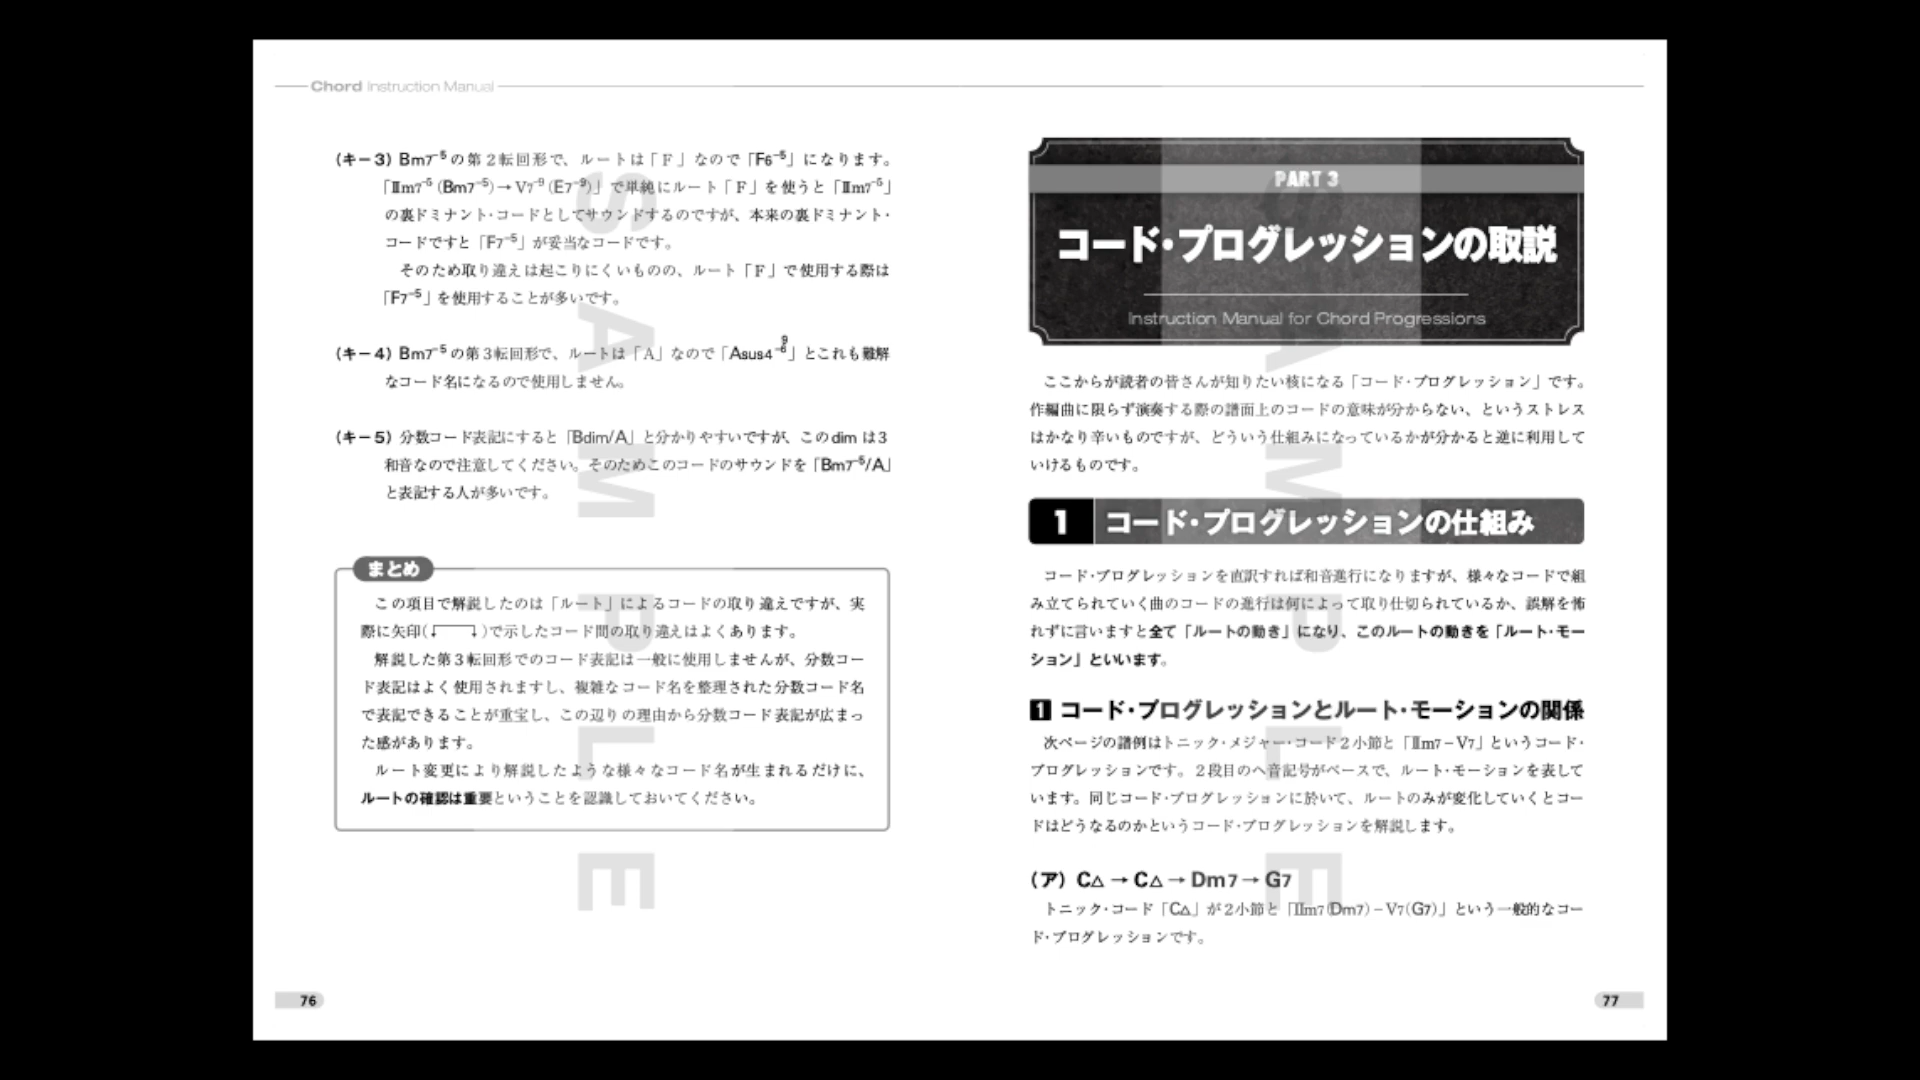 Chord Instruction Manual
(キー3) Bm7⁻⁵の第2転回形で、ルートは「F」なので「F6⁻⁵」になります。
「Ⅱm7⁻⁵(Bm7⁻⁵)→V7⁻⁹(E7⁻⁹)」で単純にルート「F」を使うと「Ⅱm7⁻⁵」
の裏ドミナント・コードとしてサウンドするのですが、本来の裏ドミナント・
コードですと「F7⁻⁵」が妥当なコードです。
そのため取り違えは起こりにくいものの、ルート「F」で使用する際は
「F7⁻⁵」を使用することが多いです。
(キー4) Bm7⁻⁵の第3転回形で、ルートは「A」なので「Asus4」とこれも難解
なコード名になるので使用しません。
(キー5) 分数コード表記にすると「Bdim/A」と分かりやすいですが、このdimは3
和音なので注意してください。そのためこのコードのサウンドを「Bm7⁻⁵/A」
と表記する人が多いです。
まとめ
この項目で解説したのは「ルート」によるコードの取り違えですが、実
際に矢印( )で示したコード間の取り違えはよくあります。
解説した第3転回形でのコード表記は一般に使用しませんが、分数コー
ド表記はよく使用されますし、複雑なコード名を整理された分数コード名
で表記できることが重宝し、この辺りの理由から分数コード表記が広まっ
た感があります。
ルート変更により解説したような様々なコード名が生まれるだけに、
ルートの確認は重要ということを認識しておいてください。
76
SAMPLE
PART 3
コード・プログレッションの取説
Instruction Manual for Chord Progressions
ここからが読者の皆さんが知りたい核になる「コード・プログレッション」です。
作編曲に限らず演奏する際の譜面上のコードの意味が分からない、というストレス
はかなり辛いものですが、どういう仕組みになっているかが分かると逆に利用して
いけるものです。
1 コード・プログレッションの仕組み
コード・プログレッションを直訳すれば和音進行になりますが、様々なコードで組
み立てられていく曲のコードの進行は何によって取り仕切られているか、誤解を怖
れずに言いますと全て「ルートの動き」になり、このルートの動きを「ルート・モー
ション」といいます。
1 コード・プログレッションとルート・モーションの関係
次ページの譜例はトニック・メジャー・コード2小節と「Ⅱm7－V7」というコード・
プログレッションです。2段目のヘ音記号がベースで、ルート・モーションを表して
います。同じコード・プログレッションに於いて、ルートのみが変化していくとコー
ドはどうなるのかというコード・プログレッションを解説します。
(ア) C△→C△→Dm7→G7
トニック・コード「C△」が2小節と「Ⅱm7(Dm7)－V7(G7)」という一般的なコー
ド・プログレッションです。
77
SAMPLE